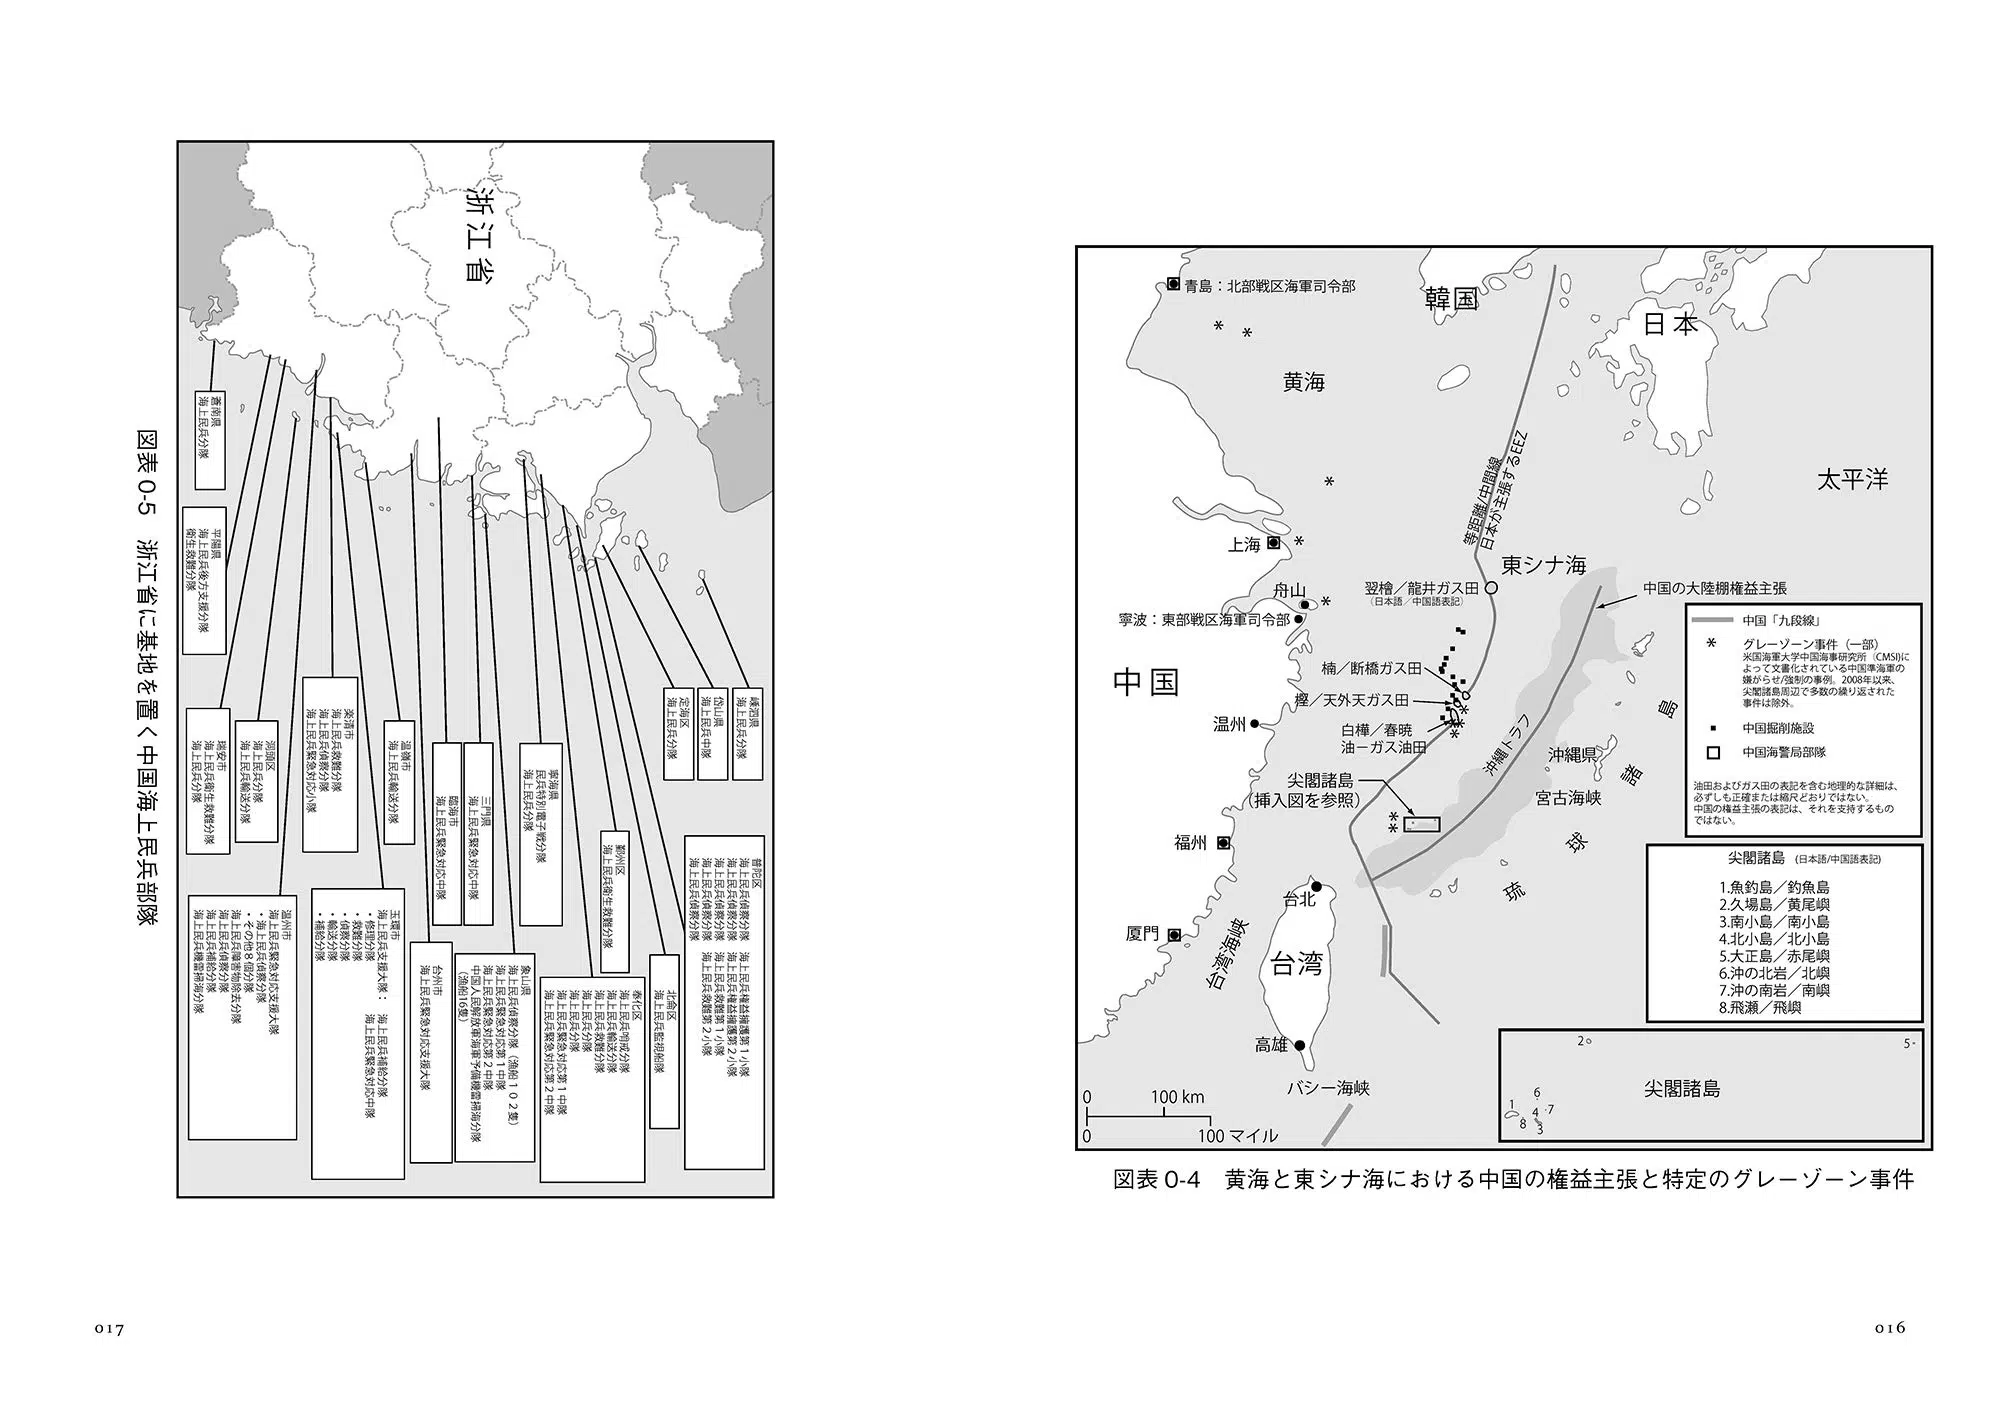 図表 0-4　黄海と東シナ海における中国の権益主張と特定のグレーゾーン事件
青島：北部戦区海軍司令部
韓国
日本
黄海
太平洋
等距離/中間線
日本が主張するEEZ
上海
東シナ海
舟山
翌檜／龍井ガス田
（日本語／中国語表記）
中国の大陸棚権益主張
寧波：東部戦区海軍司令部
中国
楠／断橋ガス田
樫／天外天ガス田
温州
白樺／春暁
油－ガス油田
沖縄トラフ
沖縄県
尖閣諸島
（挿入図を参照）
宮古海峡
琉球諸島
福州
台北
厦門
台湾海峡
台湾
高雄
バシー海峡
0
100 km
0
100 マイル
中国「九段線」
* グレーゾーン事件（一部）
米国海軍大学中国海事研究所（CMSI)に
よって文書化されている中国準海軍の
嫌がらせ/強制の事例。2008年以来、
尖閣諸島周辺で多数の繰り返された
事件は除外。
中国掘削施設
中国海警局部隊
油田およびガス田の表記を含む地理的な詳細は、
必ずしも正確または縮尺どおりではない。
中国の権益主張の表記は、それを支持するもの
ではない。
尖閣諸島　(日本語/中国語表記)
1.魚釣島／釣魚島
2.久場島／黄尾嶼
3.南小島／南小島
4.北小島／北小島
5.大正島／赤尾嶼
6.沖の北岩／北嶼
7.沖の南岩／南嶼
8.飛瀬／飛嶼
尖閣諸島
2
5
6
1
4
7
8
3
016
図表 0-5　浙江省に基地を置く中国海上民兵部隊
浙江省
嵊泗県
海上民兵分隊
岱山県
海上民兵中隊
定海区
海上民兵分隊
普陀区
海上民兵偵察分隊　海上民兵権益擁護第１小隊
海上民兵偵察分隊　海上民兵権益擁護第２小隊
海上民兵偵察分隊　海上民兵救難第１小隊
海上民兵偵察分隊　海上民兵救難第２小隊
海上民兵偵察分隊
北侖区
海上民兵監視船隊
鄞州区
海上民兵衛生救難分隊
奉化区
海上民兵哨戒分隊
海上民兵輸送分隊
海上民兵分隊
海上民兵救難分隊
海上民兵分隊
海上民兵緊急対応第１中隊
海上民兵緊急対応第２中隊
寧海県
民兵特別電子戦分隊
海上民兵分隊
象山県
海上民兵偵察分隊（漁船１０２隻）
海上民兵緊急対応第１中隊
海上民兵緊急対応第２中隊
中国人民解放軍海軍予備機雷掃海分隊
（漁船16隻）
三門県
海上民兵緊急対応中隊
臨海市
海上民兵緊急対応中隊
台州市
海上民兵緊急対応支援大隊
温嶺市
海上民兵輸送分隊
玉環市
海上民兵支援大隊：　海上民兵補給分隊
・修理分隊　海上民兵緊急対応中隊
・救難分隊
・偵察分隊
・輸送分隊
・補給分隊
楽清市
海上民兵救難分隊
海上民兵偵察分隊
海上民兵緊急対応小隊
温州市
海上民兵緊急対応支援大隊
・海上民兵偵察分隊
・その他８個分隊
海上民兵障害物除去分隊
海上民兵偵察分隊
海上民兵補給分隊
海上民兵機雷掃海分隊
洞頭区
海上民兵分隊
海上民兵輸送分隊
瑞安市
海上民兵衛生救難分隊
海上民兵分隊
平陽県
海上民兵後方支援分隊
衛生救難分隊
蒼南県
海上民兵分隊
017